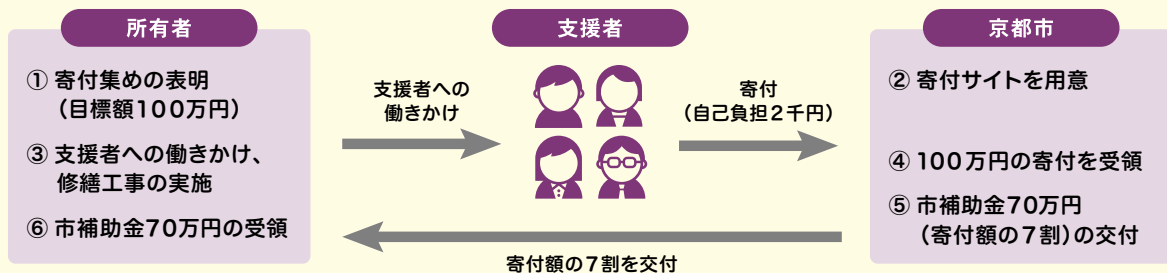 所有者
① 寄付集めの表明
(目標額100万円)
③ 支援者への働きかけ、
修繕工事の実施
⑥ 市補助金70万円の受領
支援者への
働きかけ
支援者
寄付
(自己負担2千円)
京都市
② 寄付サイトを用意
④ 100万円の寄付を受領
⑤ 市補助金70万円
(寄付額の7割)の交付
寄付額の7割を交付